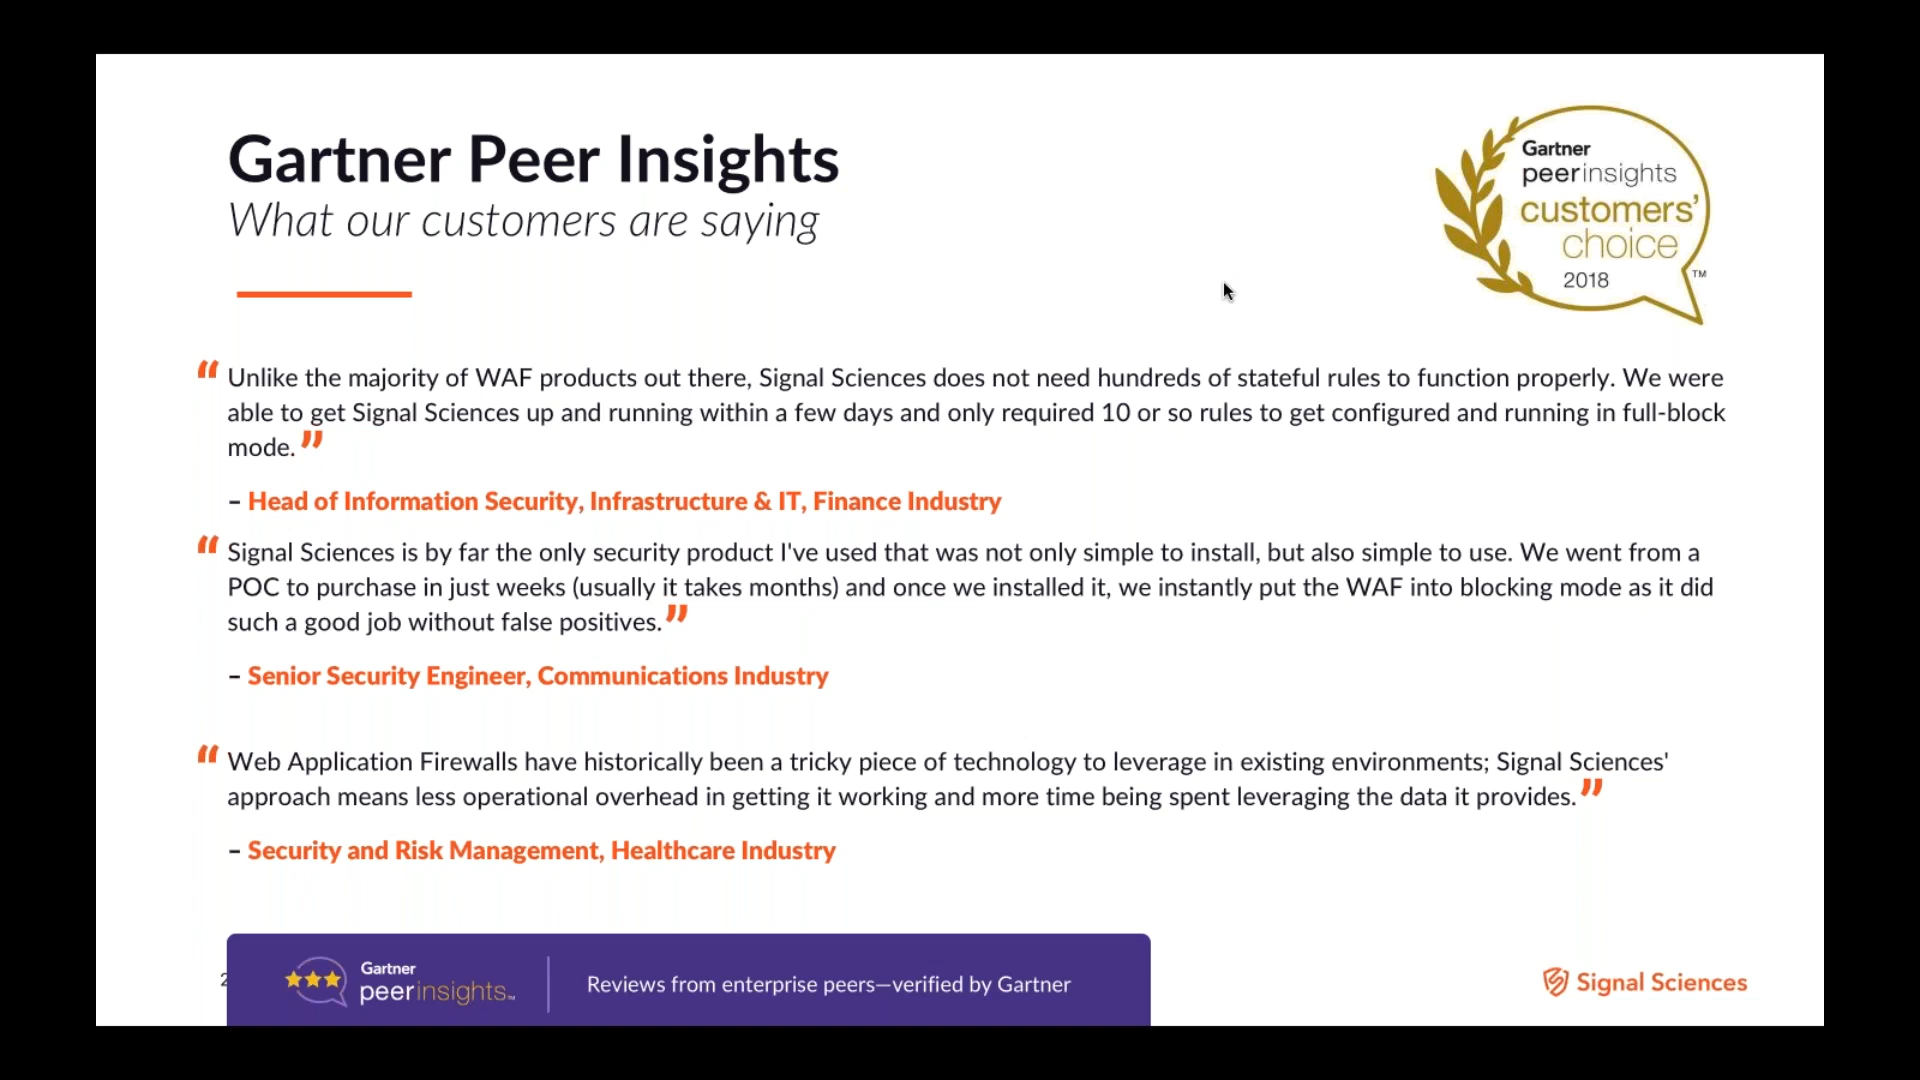 Gartner Peer Insights
What our customers are saying
Gartner
peerinsights
customers’
choice
2018
TM
“Unlike the majority of WAF products out there, Signal Sciences does not need hundreds of stateful rules to function properly. We were
able to get Signal Sciences up and running within a few days and only required 10 or so rules to get configured and running in full-block
mode.”
– Head of Information Security, Infrastructure & IT, Finance Industry
“Signal Sciences is by far the only security product I've used that was not only simple to install, but also simple to use. We went from a
POC to purchase in just weeks (usually it takes months) and once we installed it, we instantly put the WAF into blocking mode as it did
such a good job without false positives.”
– Senior Security Engineer, Communications Industry
“Web Application Firewalls have historically been a tricky piece of technology to leverage in existing environments; Signal Sciences'
approach means less operational overhead in getting it working and more time being spent leveraging the data it provides.”
– Security and Risk Management, Healthcare Industry
Gartner
peerinsights™
Reviews from enterprise peers—verified by Gartner
Signal Sciences